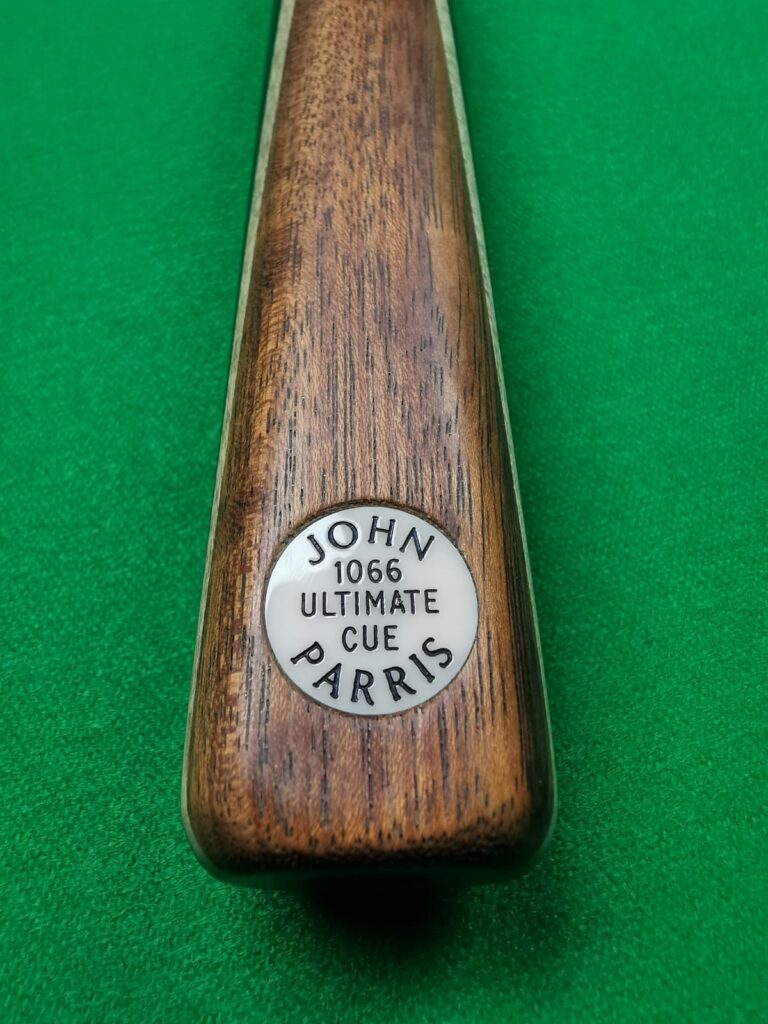 JOHN
1066
ULTIMATE
CUE
PARRIS